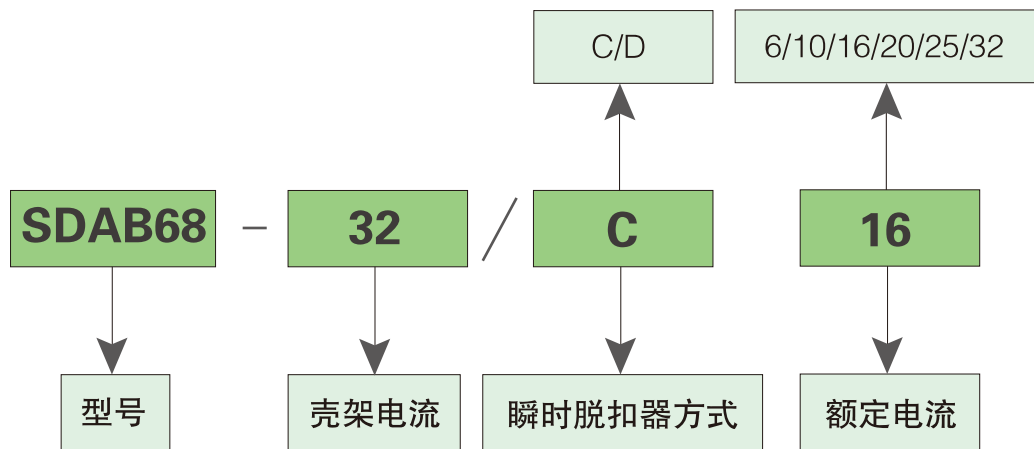 C/D
6/10/16/20/25/32
SDAB68 – 32 / C 16
型号
壳架电流
瞬时脱扣器方式
额定电流